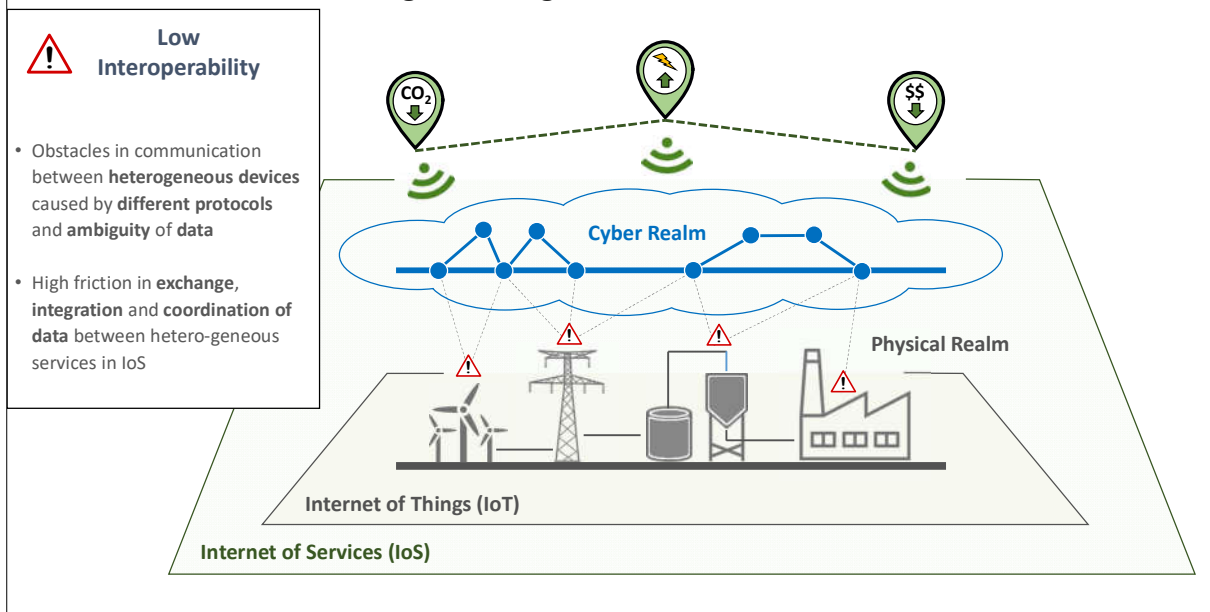 Low
Interoperability
• Obstacles in communication
between heterogeneous devices
caused by different protocols
and ambiguity of data
• High friction in exchange,
integration and coordination of
data between hetero-geneous
services in IoS
CO₂
$$
Cyber Realm
Physical Realm
Internet of Things (IoT)
Internet of Services (IoS)